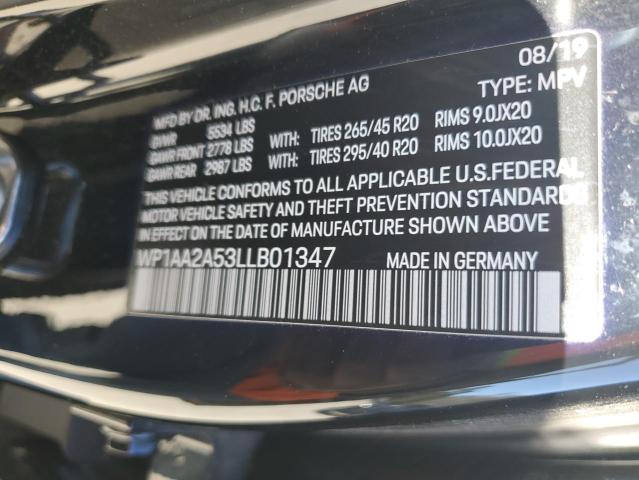 08/19
MFD BY DR. ING. H.C. F. PORSCHE AG TYPE: MPV
GVWR 5534 LBS
GAWR FRONT 2778 LBS WITH: TIRES 265/45 R20 RIMS 9.0JX20
GAWR REAR 2987 LBS WITH: TIRES 295/40 R20 RIMS 10.0JX20
THIS VEHICLE CONFORMS TO ALL APPLICABLE U.S.FEDERAL
MOTOR VEHICLE SAFETY AND THEFT PREVENTION STANDARDS
IN EFFECT ON THE DATE OF MANUFACTURE SHOWN ABOVE
WP1AA2A53LLB01347 MADE IN GERMANY